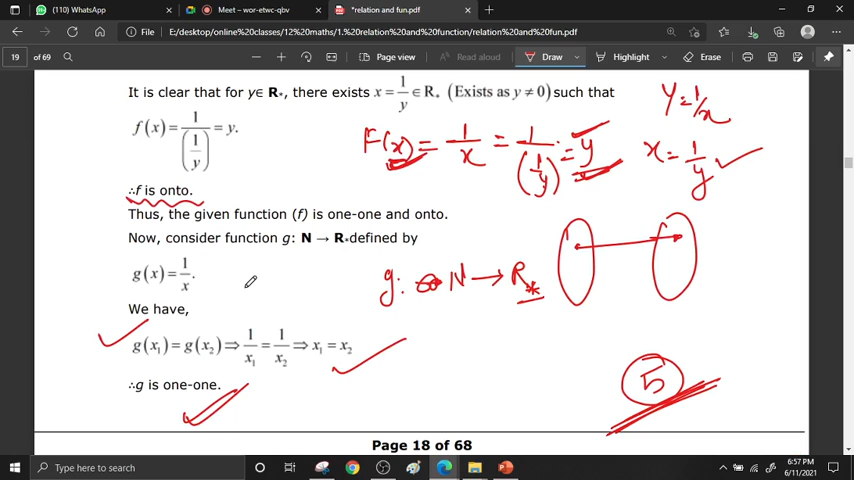 WhatsApp
Meet – wor-etwc-qbv
*relation and fun.pdf
File | E:/desktop/online%20classes/12%20maths/1.%20relation%20and%20function/relation%20and%20fun.pdf
19 of 69
Page view
Read aloud
Draw
Highlight
Erase
It is clear that for y∈ R*, there exists x = 1/y ∈ R* (Exists as y ≠ 0) such that
f(x) = 1/(1/y) = y.
y = 1/x
F(x) = 1/x = 1/(1/y) = y
x = 1/y
∴f is onto.
Thus, the given function (f) is one-one and onto.
Now, consider function g: N → R*defined by
g(x) = 1/x.
g: N → R*
We have,
g(x₁) = g(x₂) ⇒ 1/x₁ = 1/x₂ ⇒ x₁ = x₂
∴g is one-one.
5
Page 18 of 68
Type here to search
6:57 PM
6/11/2021